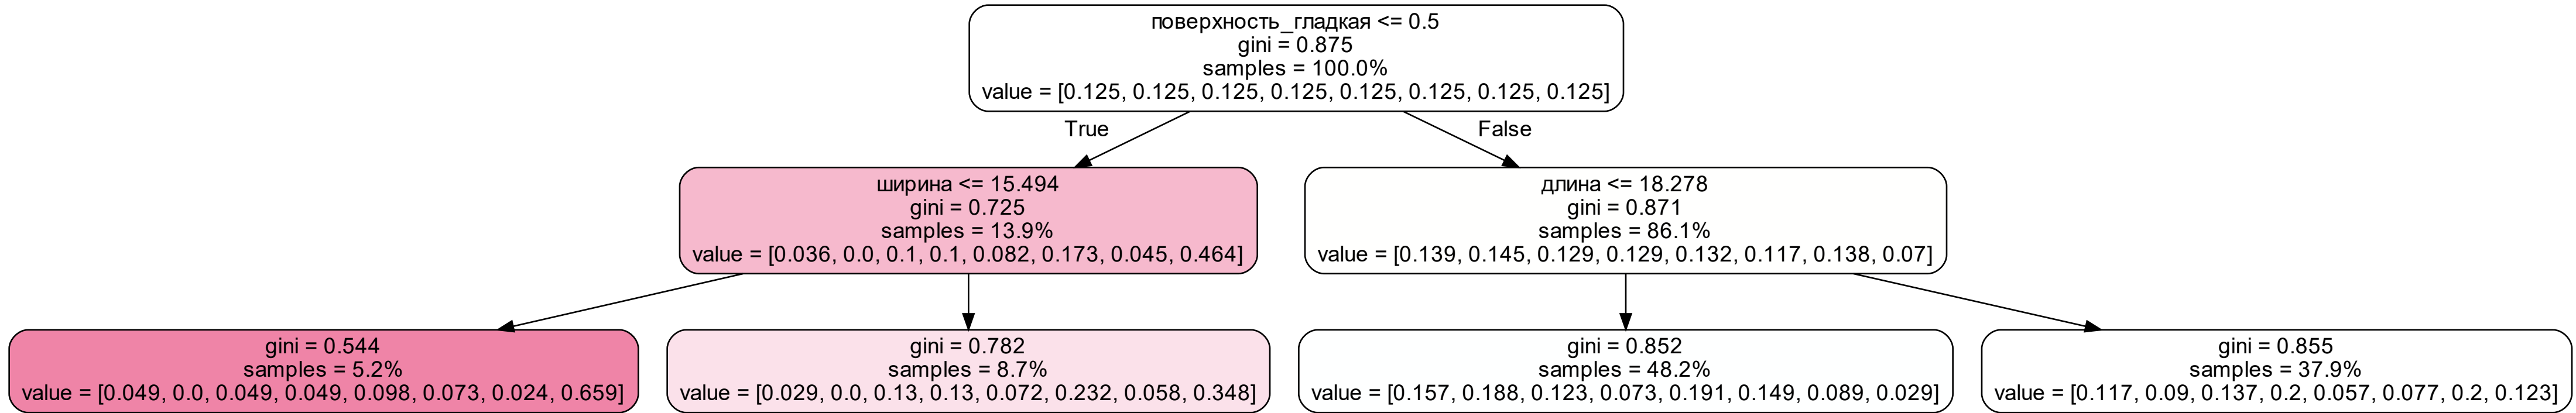 поверхность_гладкая <= 0.5
gini = 0.875
samples = 100.0%
value = [0.125, 0.125, 0.125, 0.125, 0.125, 0.125, 0.125, 0.125]
True
False
ширина <= 15.494
gini = 0.725
samples = 13.9%
value = [0.036, 0.0, 0.1, 0.1, 0.082, 0.173, 0.045, 0.464]
длина <= 18.278
gini = 0.871
samples = 86.1%
value = [0.139, 0.145, 0.129, 0.129, 0.132, 0.117, 0.138, 0.07]
gini = 0.544
samples = 5.2%
value = [0.049, 0.0, 0.049, 0.049, 0.098, 0.073, 0.024, 0.659]
gini = 0.782
samples = 8.7%
value = [0.029, 0.0, 0.13, 0.13, 0.072, 0.232, 0.058, 0.348]
gini = 0.852
samples = 48.2%
value = [0.157, 0.188, 0.123, 0.073, 0.191, 0.149, 0.089, 0.029]
gini = 0.855
samples = 37.9%
value = [0.117, 0.09, 0.137, 0.2, 0.057, 0.077, 0.2, 0.123]